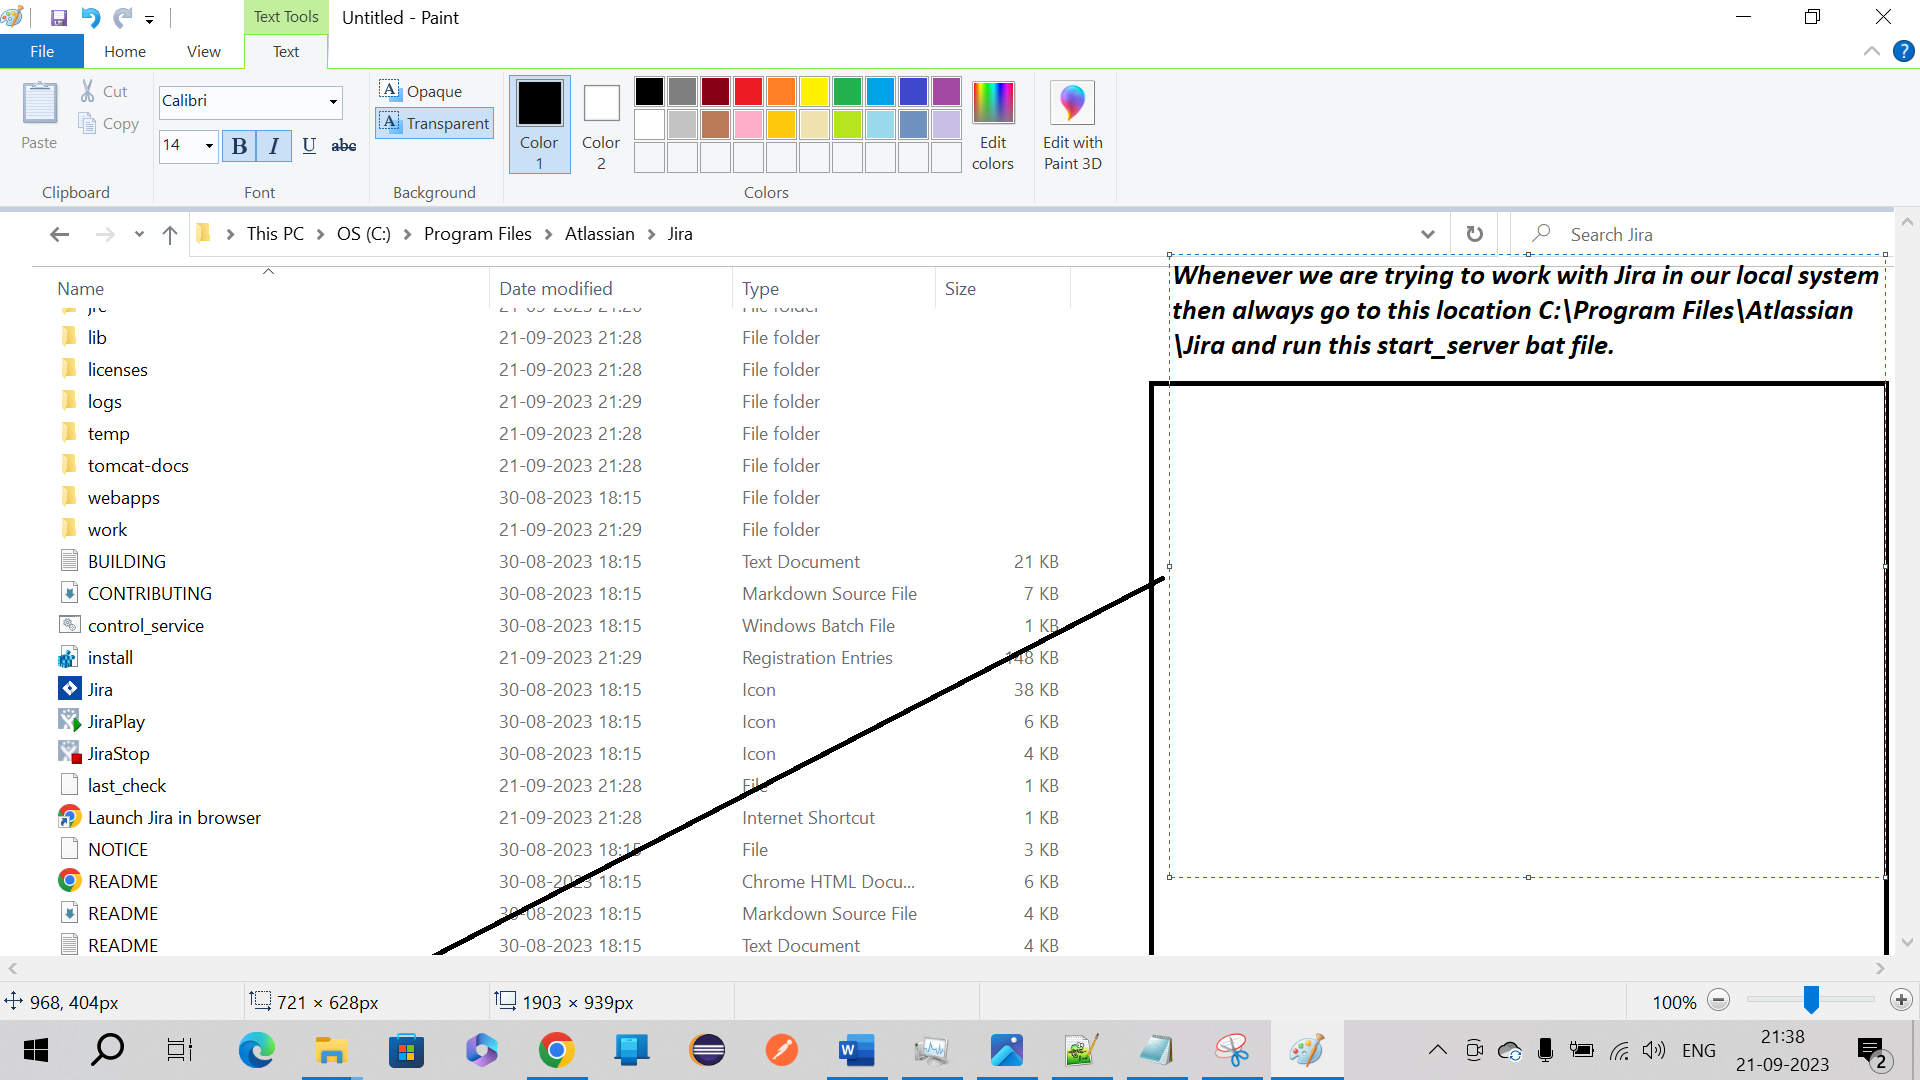 Text Tools
Untitled - Paint
File
Home
View
Text
Paste
Cut
Copy
Clipboard
Calibri
14
B I U abc
Font
Opaque
Transparent
Background
Color 1
Color 2
Colors
Edit colors
Edit with Paint 3D
This PC > OS (C:) > Program Files > Atlassian > Jira
Search Jira
Name Date modified Type Size
Whenever we are trying to work with Jira in our local system
then always go to this location C:\Program Files\Atlassian
\Jira and run this start_server bat file.
lib 21-09-2023 21:28 File folder
licenses 21-09-2023 21:28 File folder
logs 21-09-2023 21:29 File folder
temp 21-09-2023 21:28 File folder
tomcat-docs 21-09-2023 21:28 File folder
webapps 30-08-2023 18:15 File folder
work 21-09-2023 21:29 File folder
BUILDING 30-08-2023 18:15 Text Document 21 KB
CONTRIBUTING 30-08-2023 18:15 Markdown Source File 7 KB
control_service 30-08-2023 18:15 Windows Batch File 1 KB
install 21-09-2023 21:29 Registration Entries 148 KB
Jira 30-08-2023 18:15 Icon 38 KB
JiraPlay 30-08-2023 18:15 Icon 6 KB
JiraStop 30-08-2023 18:15 Icon 4 KB
last_check 21-09-2023 21:28 File 1 KB
Launch Jira in browser 21-09-2023 21:28 Internet Shortcut 1 KB
NOTICE 30-08-2023 18:15 File 3 KB
README 30-08-2023 18:15 Chrome HTML Docu... 6 KB
README 30-08-2023 18:15 Markdown Source File 4 KB
README 30-08-2023 18:15 Text Document 4 KB
968, 404px
721 × 628px
1903 × 939px
100%
ENG
21:38
21-09-2023
2